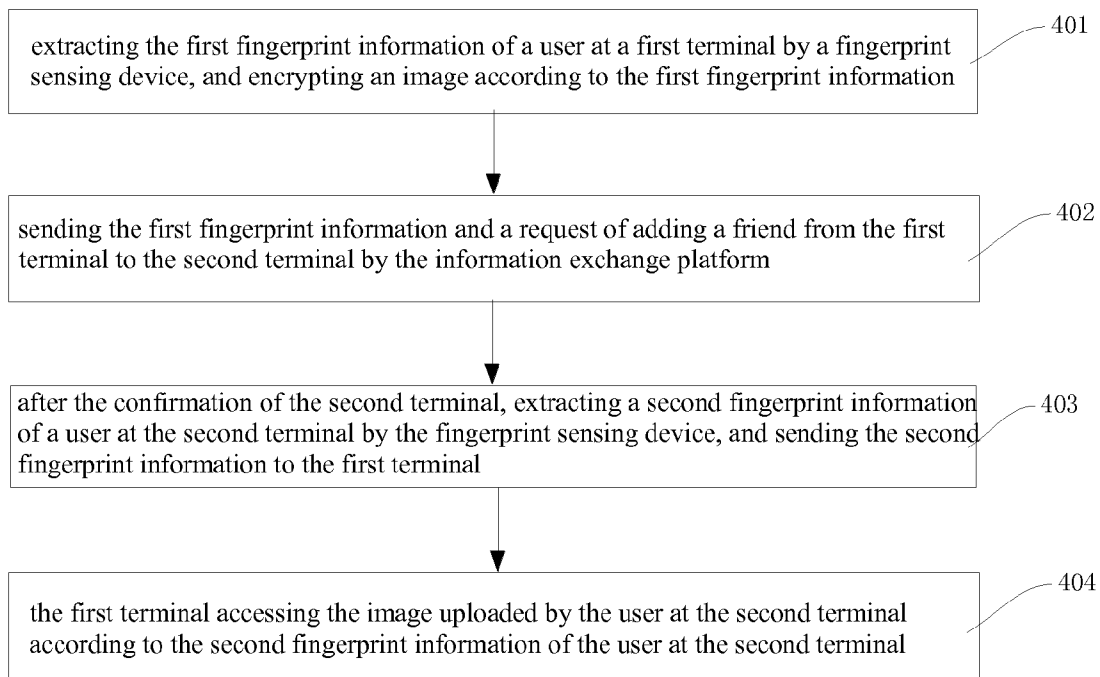 extracting the first fingerprint information of a user at a first terminal by a fingerprint
sensing device, and encrypting an image according to the first fingerprint information
401
sending the first fingerprint information and a request of adding a friend from the first
terminal to the second terminal by the information exchange platform
402
after the confirmation of the second terminal, extracting a second fingerprint information
of a user at the second terminal by the fingerprint sensing device, and sending the second
fingerprint information to the first terminal
403
the first terminal accessing the image uploaded by the user at the second terminal
according to the second fingerprint information of the user at the second terminal
404